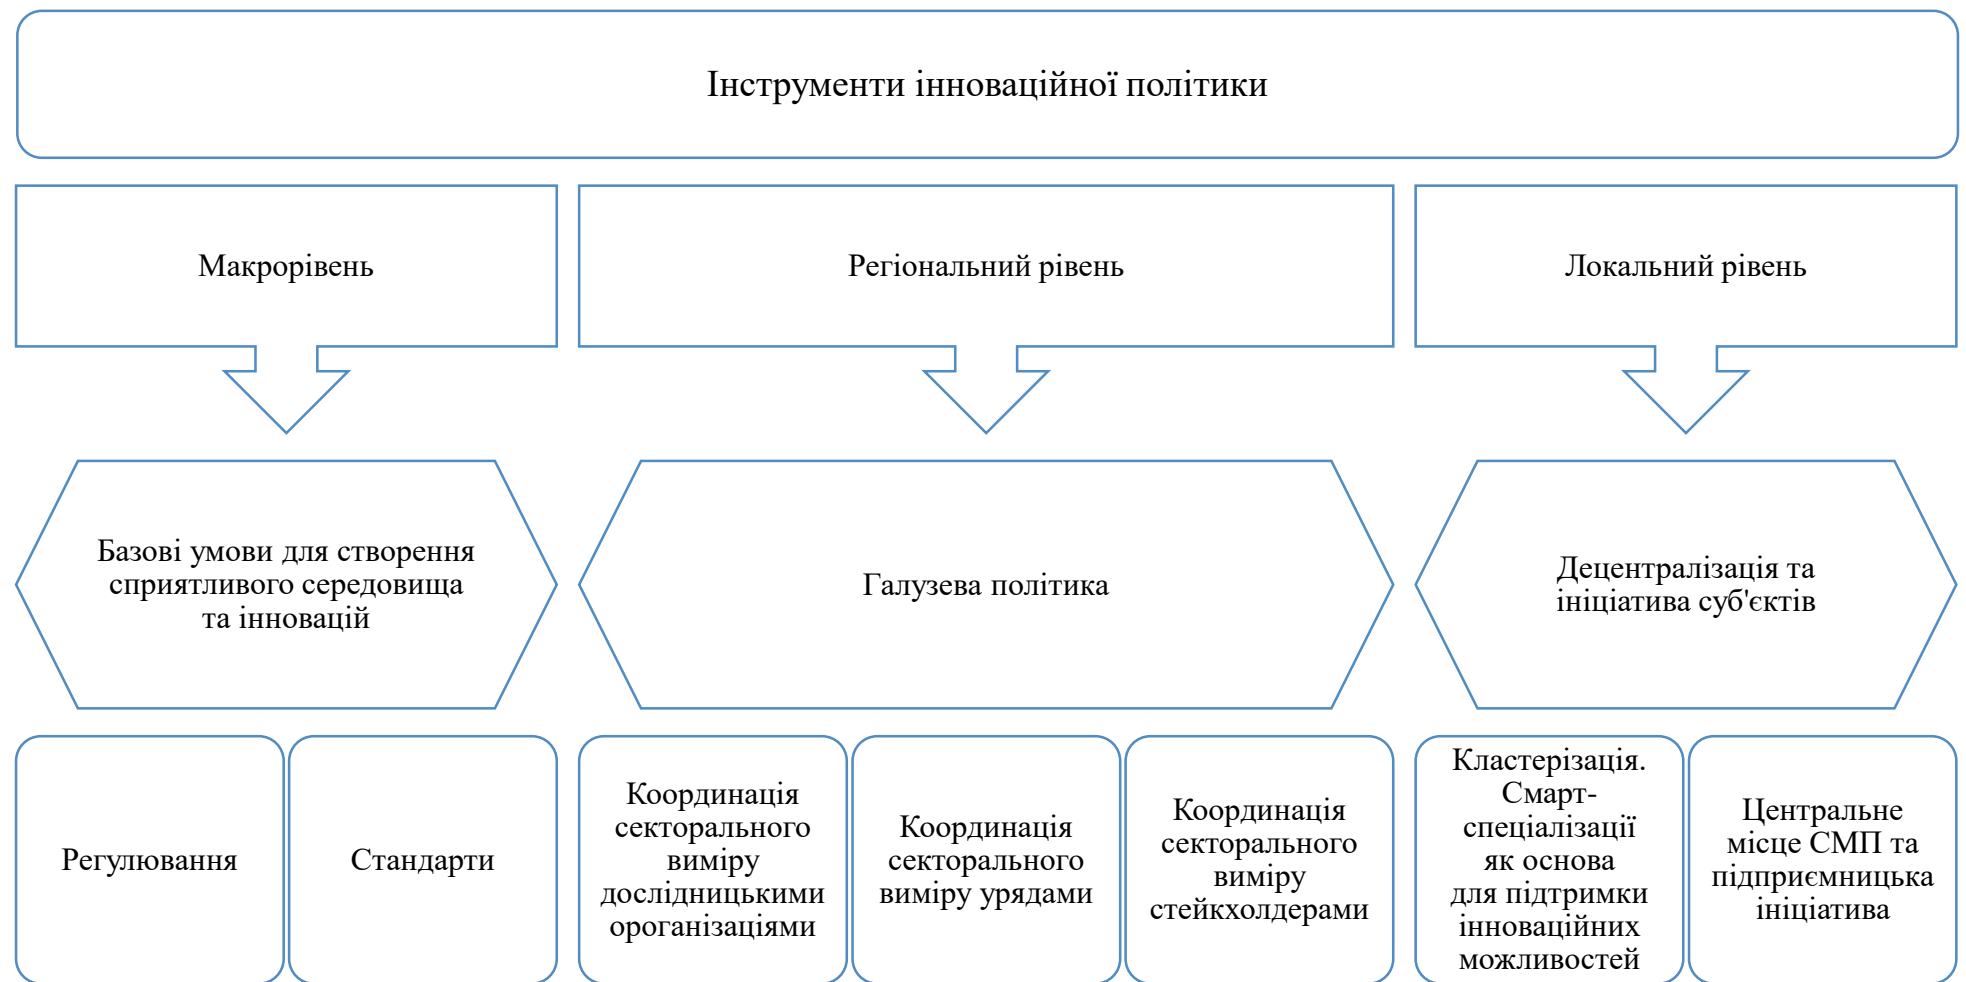 Інструменти інноваційної політики
Макрорівень
Регіональний рівень
Локальний рівень
Базові умови для створення
сприятливого середовища
та інновацій
Галузева політика
Децентралізація та
ініціатива суб'єктів
Регулювання
Стандарти
Координація
секторального
виміру
дослідницькими
ороганізаціями
Координація
секторального
виміру урядами
Координація
секторального
виміру
стейкхолдерами
Кластерізація.
Смарт-
спеціалізації
як основа
для підтримки
інноваційних
можливостей
Центральне
місце СМП та
підприємницька
ініціатива